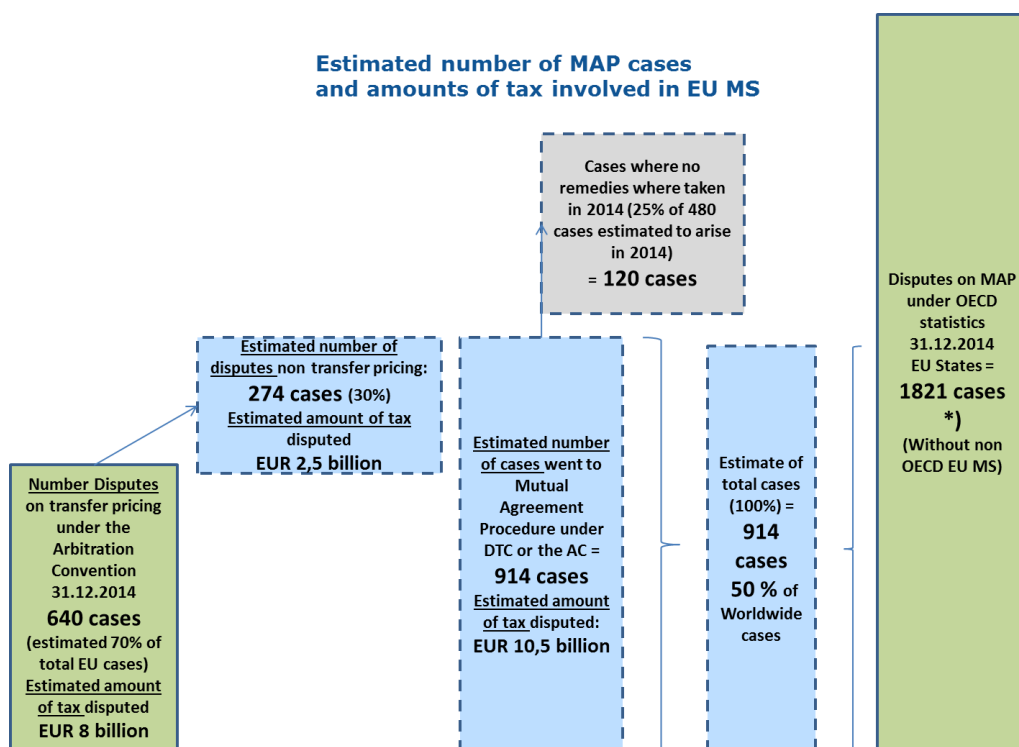 Estimated number of MAP cases
and amounts of tax involved in EU MS
Number Disputes
on transfer pricing
under the
Arbitration
Convention
31.12.2014
640 cases
(estimated 70% of
total EU cases)
Estimated amount
of tax disputed
EUR 8 billion
Estimated number of
disputes non transfer pricing:
274 cases (30%)
Estimated amount of tax
disputed
EUR 2,5 billion
Cases where no
remedies where taken
in 2014 (25% of 480
cases estimated to arise
in 2014)
= 120 cases
Estimated number
of cases went to
Mutual
Agreement
Procedure under
DTC or the AC =
914 cases
Estimated amount
of tax disputed:
EUR 10,5 billion
Estimate of
total cases
(100%) =
914
cases
50 % of
Worldwide
cases
Disputes on MAP
under OECD
statistics
31.12.2014
EU States =
1821 cases
*)
(Without non
OECD EU MS)